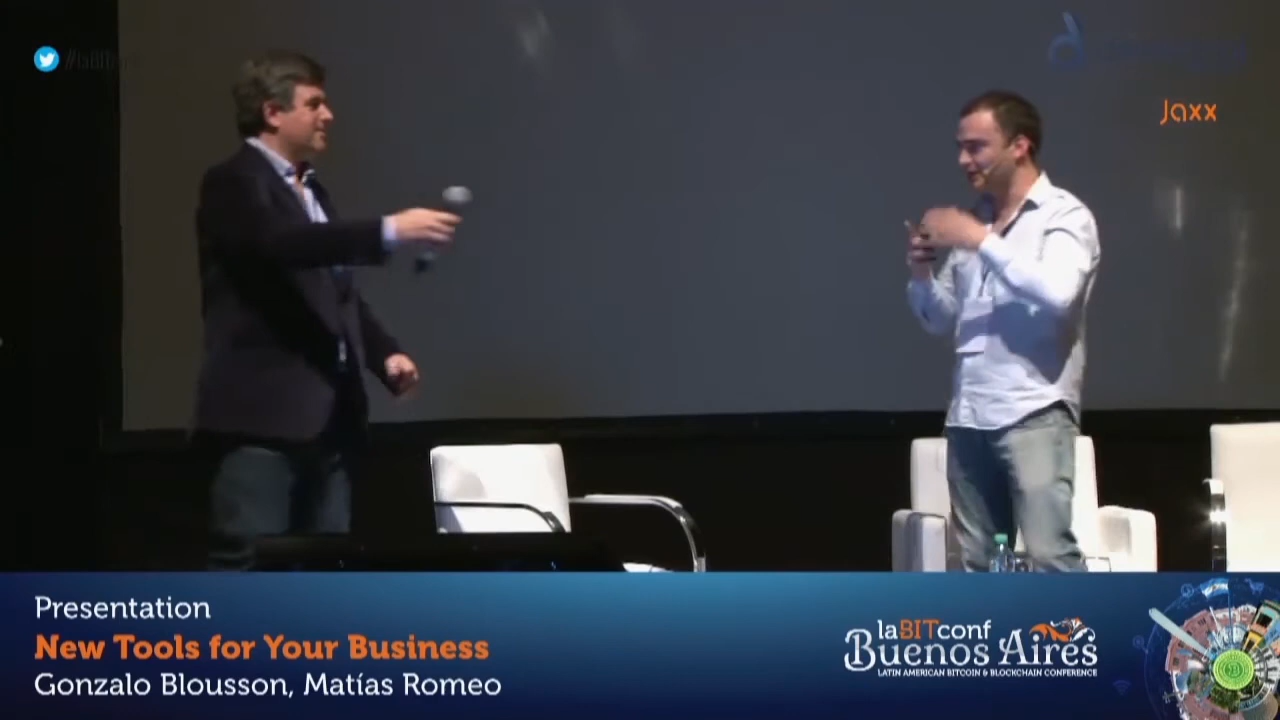 Jaxx
Presentation
New Tools for Your Business
Gonzalo Blousson, Matías Romeo
laBITconf
Buenos Aires
LATIN AMERICAN BITCOIN & BLOCKCHAIN CONFERENCE